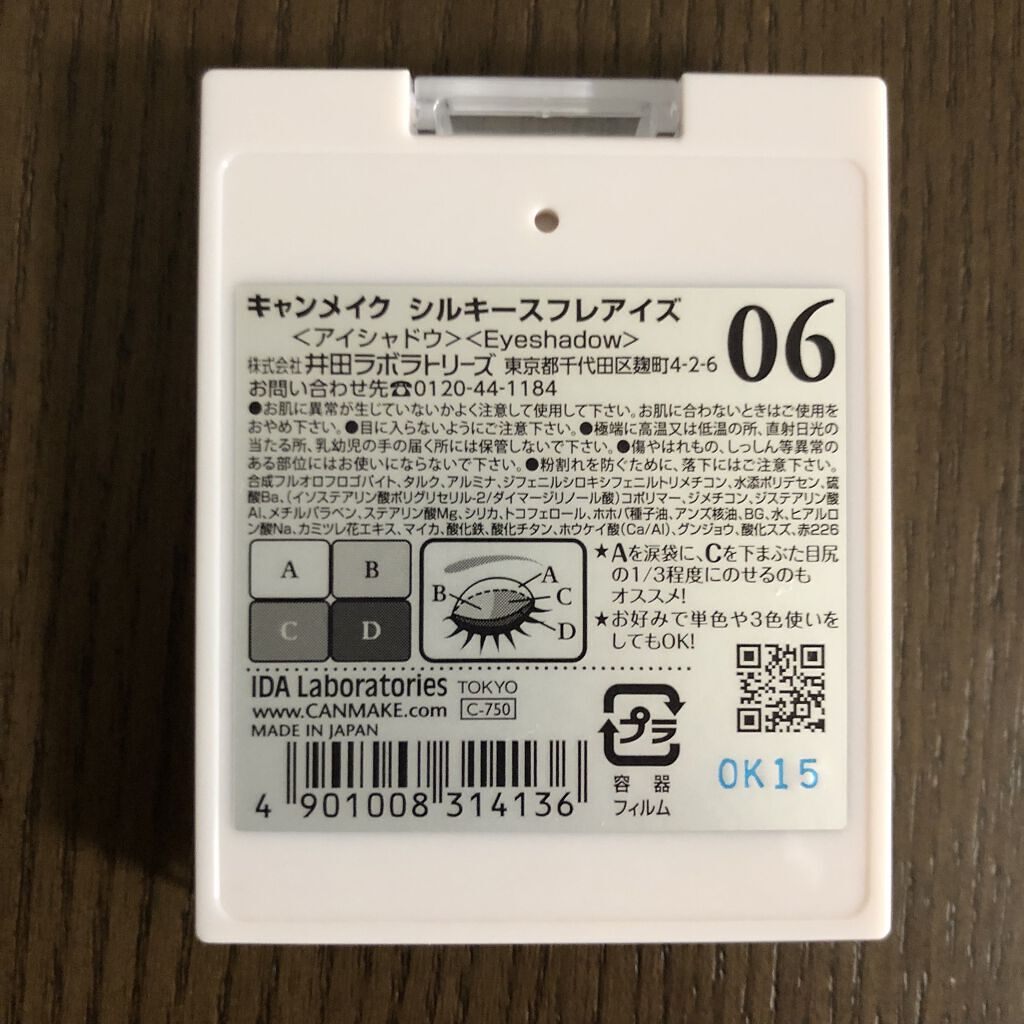 キャンメイク シルキースフレアイズ
06
<アイシャドウ><Eyeshadow>
株式会社 井田ラボラトリーズ 東京都千代田区麹町4-2-6
お問い合わせ先☎0120-44-1184
●お肌に異常が生じていないかよく注意して使用して下さい。お肌に合わないときはご使用を
おやめ下さい。●目に入らないようにご注意下さい。●極端に高温又は低温の所、直射日光の
当たる所、乳幼児の手の届く所には保管しないで下さい。●傷やはれもの、しっしん等異常の
ある部位にはお使いにならないで下さい。●粉割れを防ぐために、落下にはご注意下さい。
合成フルオロフロゴパイト、タルク、アルミナ、ジフェニルシロキシフェニルトリメチコン、水添ポリデセン、硫
酸Ba、(イソステアリン酸ポリグリセリル-2/ダイマージリノール酸)コポリマー、ジメチコン、ジステアリン酸
Al、メチルパラベン、ステアリン酸Mg、シリカ、トコフェロール、ホホバ種子油、アンズ核油、BG、水、ヒアルロ
ン酸Na、カミツレ花エキス、マイカ、酸化鉄、酸化チタン、ホウケイ酸(Ca/Al)、グンジョウ、酸化スズ、赤226
A B
C D
A
B
C
D
★Aを涙袋に、Cを下まぶた目尻
の1/3程度にのせるのも
オススメ!
★お好みで単色や3色使いを
してもOK!
IDA Laboratories TOKYO
www.CANMAKE.com C-750
MADE IN JAPAN
4 901008 314136
プラ
容器
フィルム
OK15